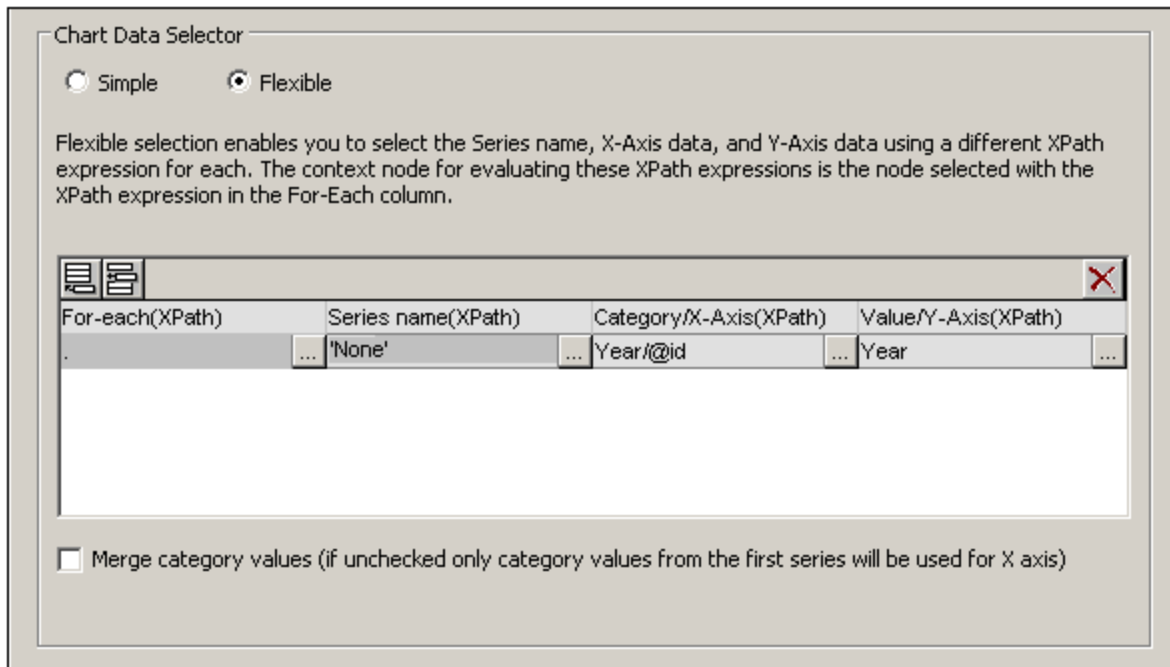 Chart Data Selector
Simple Flexible
Flexible selection enables you to select the Series name, X-Axis data, and Y-Axis data using a different XPath
expression for each. The context node for evaluating these XPath expressions is the node selected with the
XPath expression in the For-Each column.
For-each(XPath) Series name(XPath) Category/X-Axis(XPath) Value/Y-Axis(XPath)
. ... 'None' ... Year/@id ... Year ...
Merge category values (if unchecked only category values from the first series will be used for X axis)